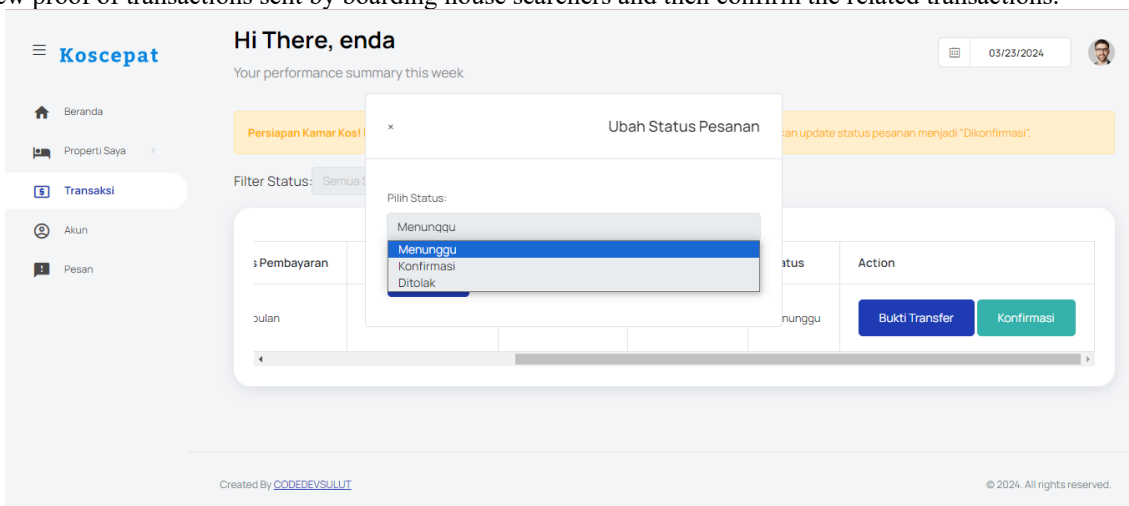 ew proof of transactions sent by boarding house searchers and then confirm the related transactions.
Koscepat
Hi There, enda
Your performance summary this week
03/23/2024
Beranda
Properti Saya
Transaksi
Akun
Pesan
Persiapan Kamar Kos!
kan update status pesanan menjadi "Dikonfirmasi".
Filter Status: Semua S
× Ubah Status Pesanan
Pilih Status:
Menunggu
Menunggu
Konfirmasi
Ditolak
s Pembayaran
atus
Action
bulan
nunggu
Bukti Transfer
Konfirmasi
Created By CODEDEVSULUT
© 2024. All rights reserved.